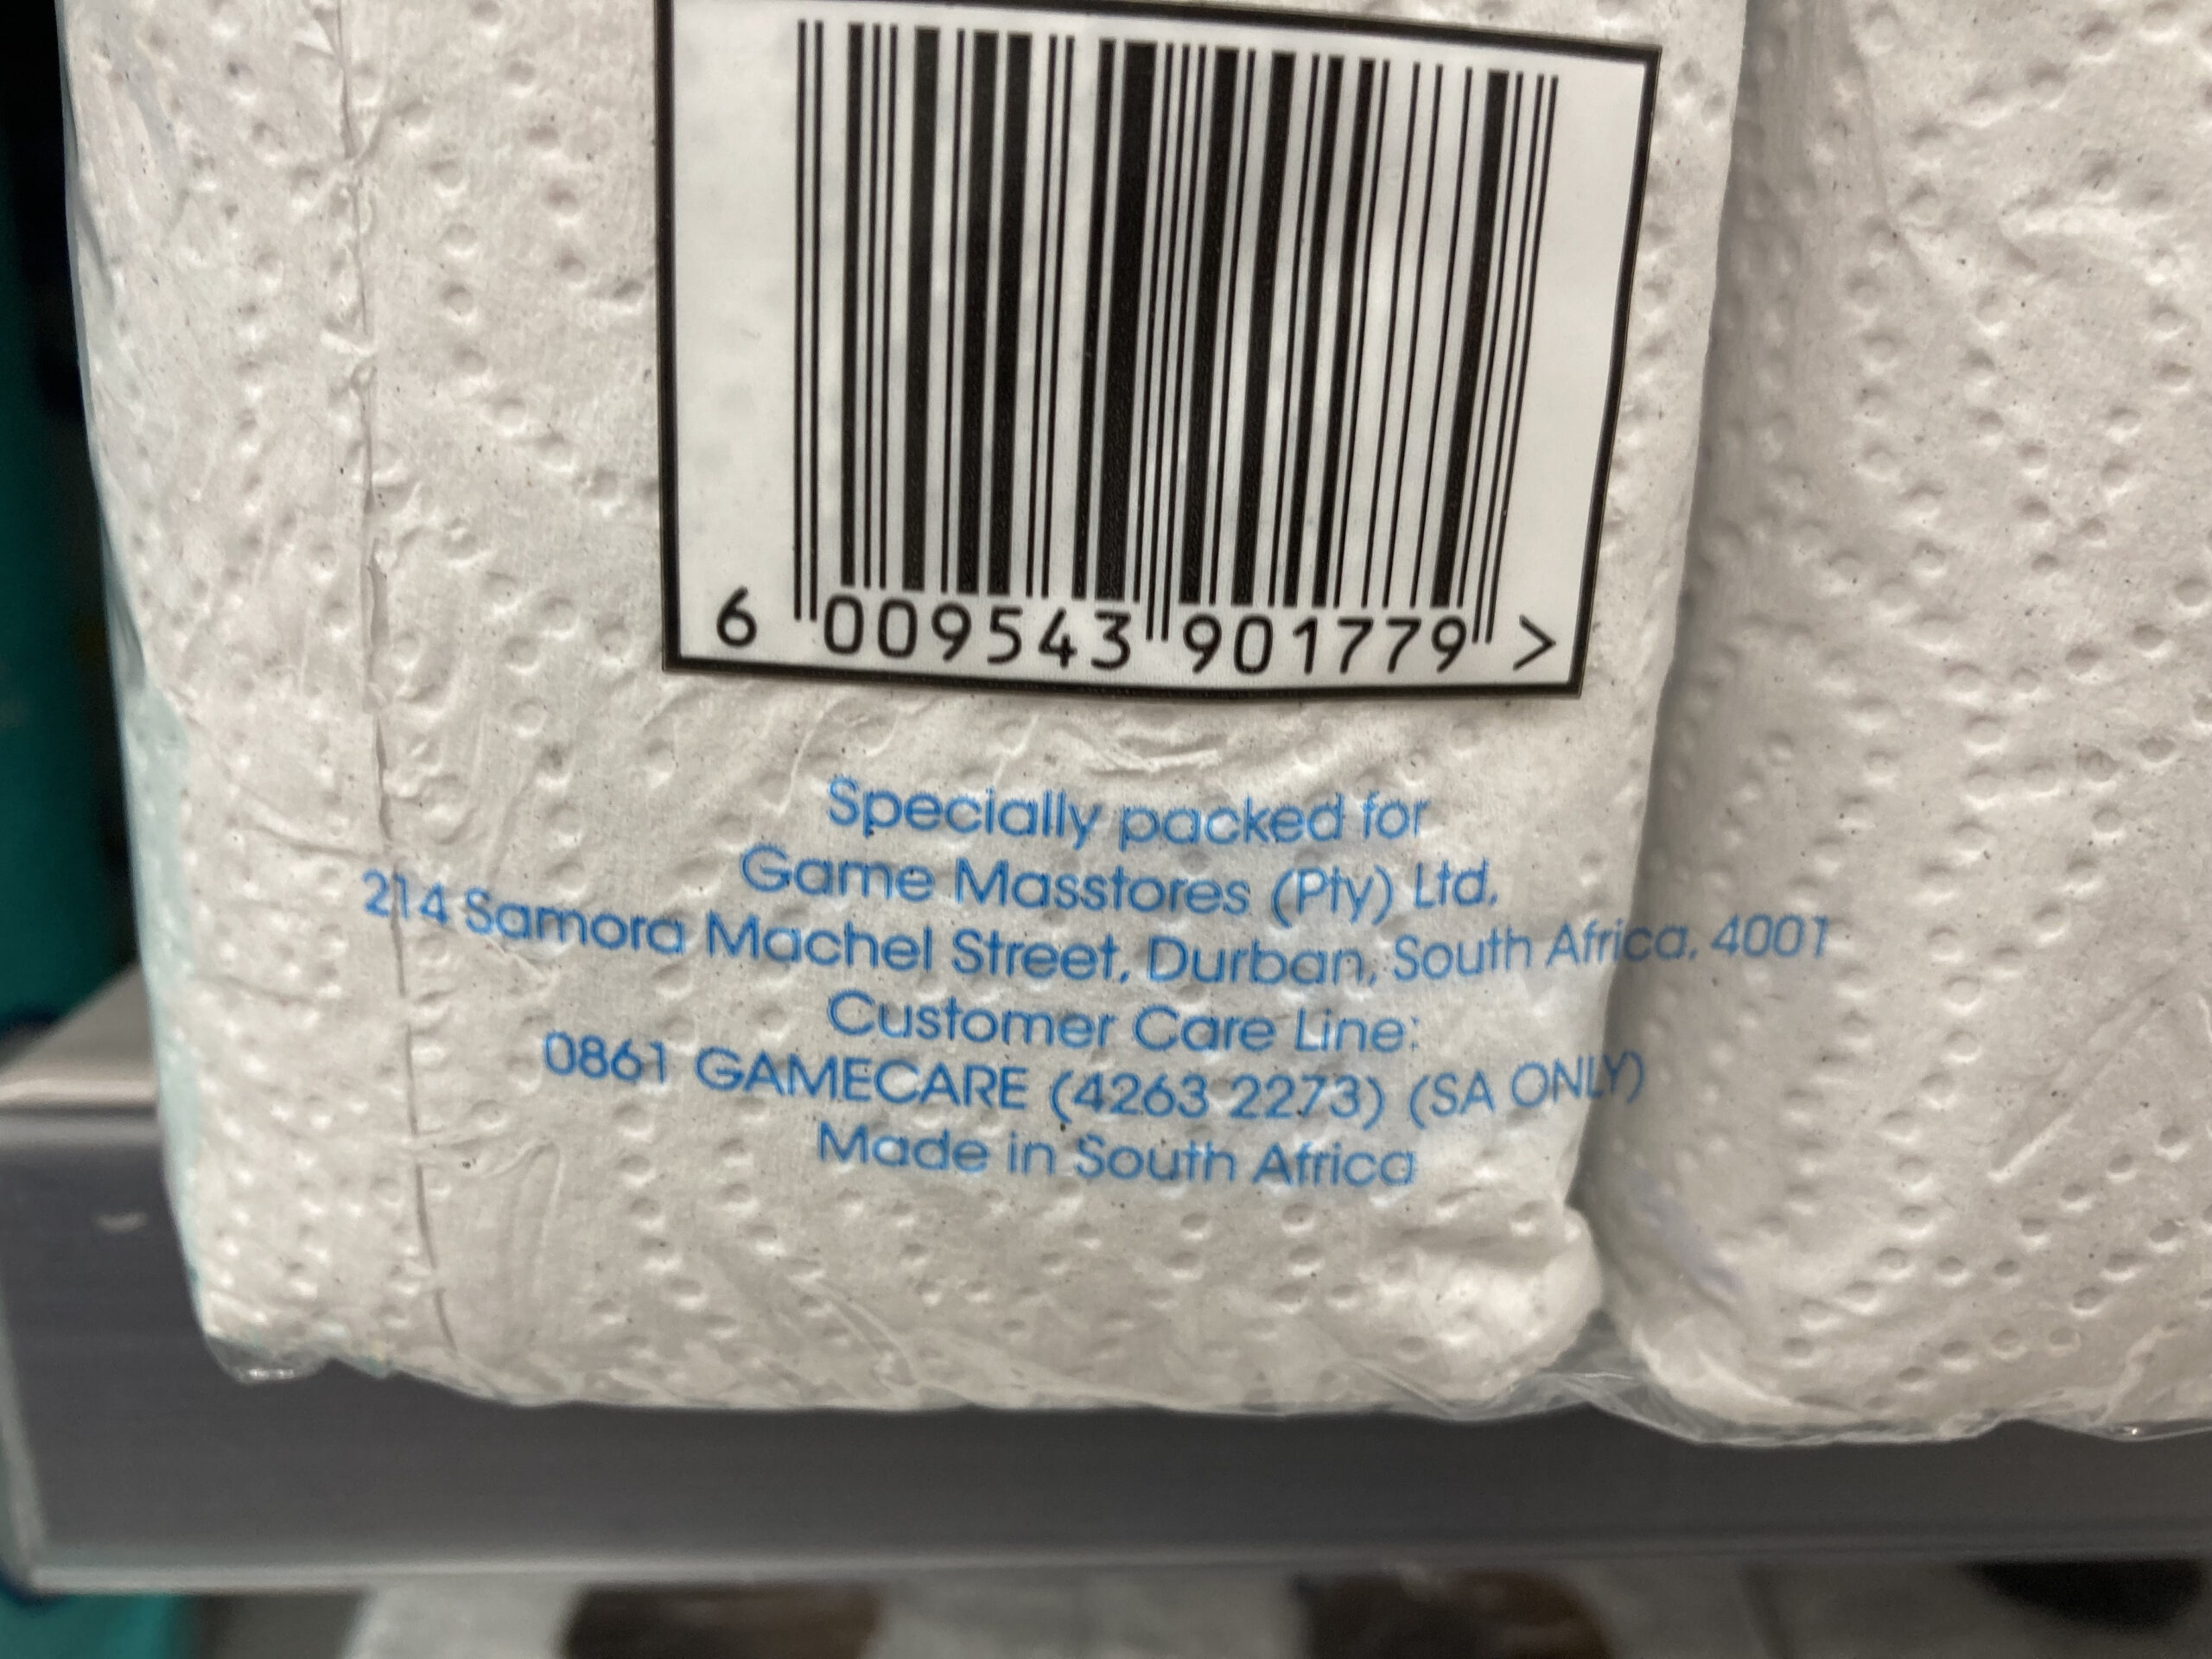 6 009543 901779 >
Specially packed for
Game Masstores (Pty) Ltd.
214 Samora Machel Street, Durban, South Africa, 4001
Customer Care Line:
0861 GAMECARE (4263 2273) (SA ONLY)
Made in South Africa